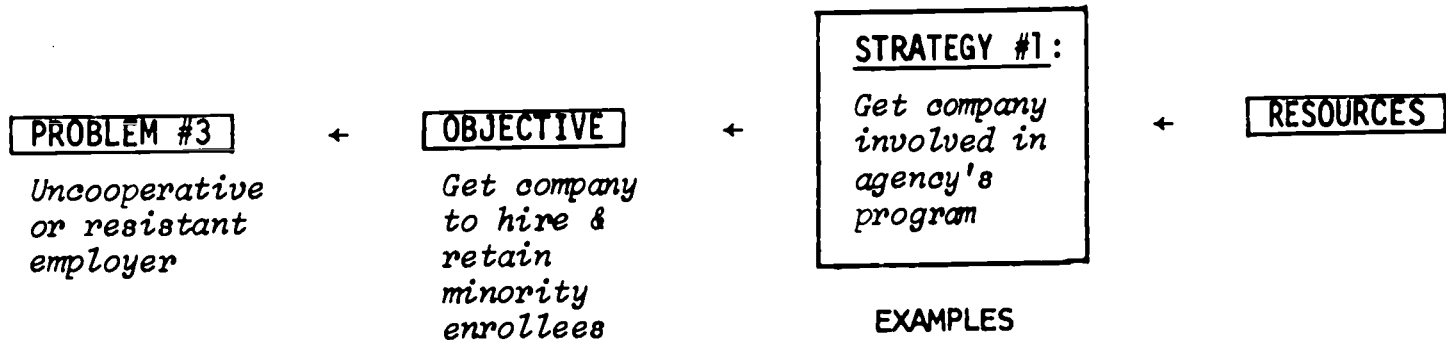 PROBLEM #3
Uncooperative
or resistant
employer
←
OBJECTIVE
Get company
to hire &
retain
minority
enrollees
←
STRATEGY #1:
Get company
involved in
agency's
program
EXAMPLES
←
RESOURCES